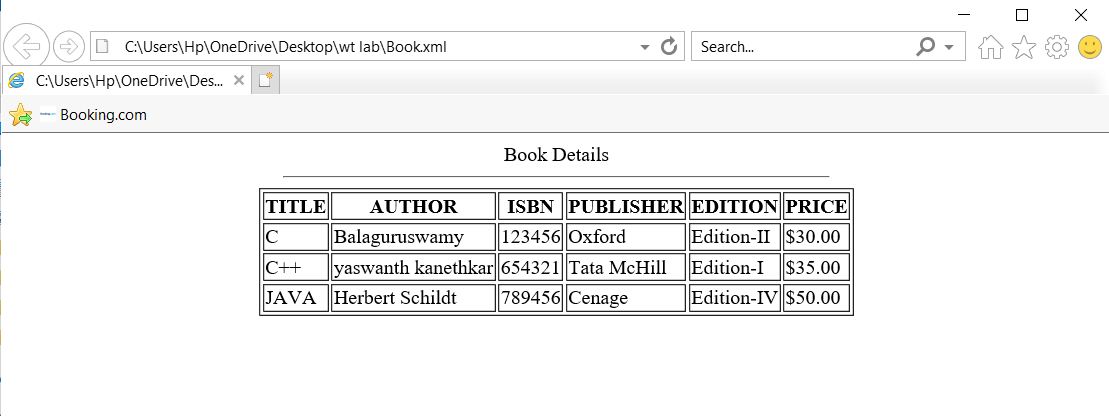 C:\Users\Hp\OneDrive\Desktop\wt lab\Book.xml Search...
C:\Users\Hp\OneDrive\Des...
Booking.com
Book Details
TITLE AUTHOR ISBN PUBLISHER EDITION PRICE
C Balaguruswamy 123456 Oxford Edition-II $30.00
C++ yaswanth kanethkar 654321 Tata McHill Edition-I $35.00
JAVA Herbert Schildt 789456 Cenage Edition-IV $50.00